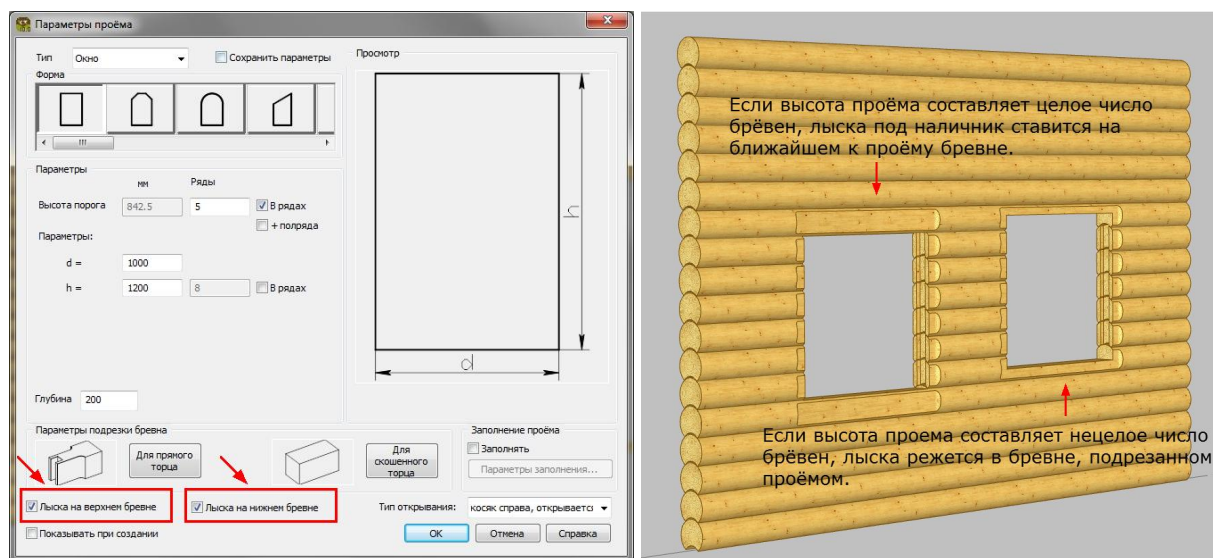 Параметры проёма
Тип Окно Сохранить параметры
Форма
Просмотр
Параметры
мм Ряды
Высота порога 842.5 5 В рядах
+ полряда
Параметры:
d = 1000
h = 1200 8 В рядах
h
d
Глубина 200
Параметры подрезки бревна
Для прямого
торца
Для
скошенного
торца
Заполнение проёма
Заполнять
Параметры заполнения...
Лыска на верхнем бревне Лыска на нижнем бревне Тип открывания: косяк справа, открывается
Показывать при создании
ОК Отмена Справка
Если высота проёма составляет целое число
брёвен, лыска под наличник ставится на
ближайшем к проёму бревне.
Если высота проема составляет нецелое число
брёвен, лыска режется в бревне, подрезанном
проёмом.